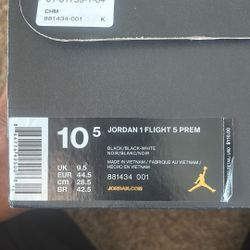 CHM
881434-001 K
10 5
JORDAN 1 FLIGHT 5 PREM
BLACK/BLACK-WHITE
NOIR/BLANC/NOIR
MADE IN VIETNAM / FABRIQUE AU VIETNAM /
HECHO EN VIETNAM
UK 9.5
EUR 44.5
cm 28.5
BR 42.5
881434 001
JORDAN.COM